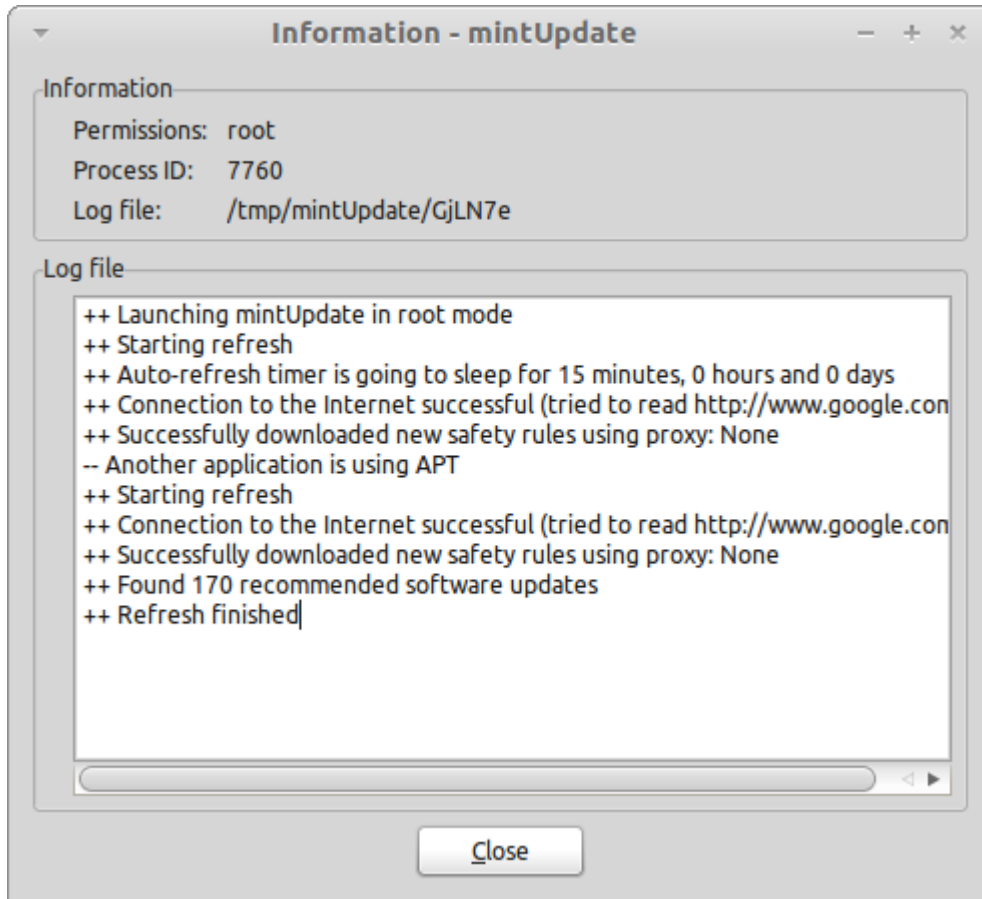 Information - mintUpdate
Information
Permissions: root
Process ID: 7760
Log file: /tmp/mintUpdate/GjLN7e
Log file
++ Launching mintUpdate in root mode
++ Starting refresh
++ Auto-refresh timer is going to sleep for 15 minutes, 0 hours and 0 days
++ Connection to the Internet successful (tried to read http://www.google.com
++ Successfully downloaded new safety rules using proxy: None
-- Another application is using APT
++ Starting refresh
++ Connection to the Internet successful (tried to read http://www.google.com
++ Successfully downloaded new safety rules using proxy: None
++ Found 170 recommended software updates
++ Refresh finished
Close